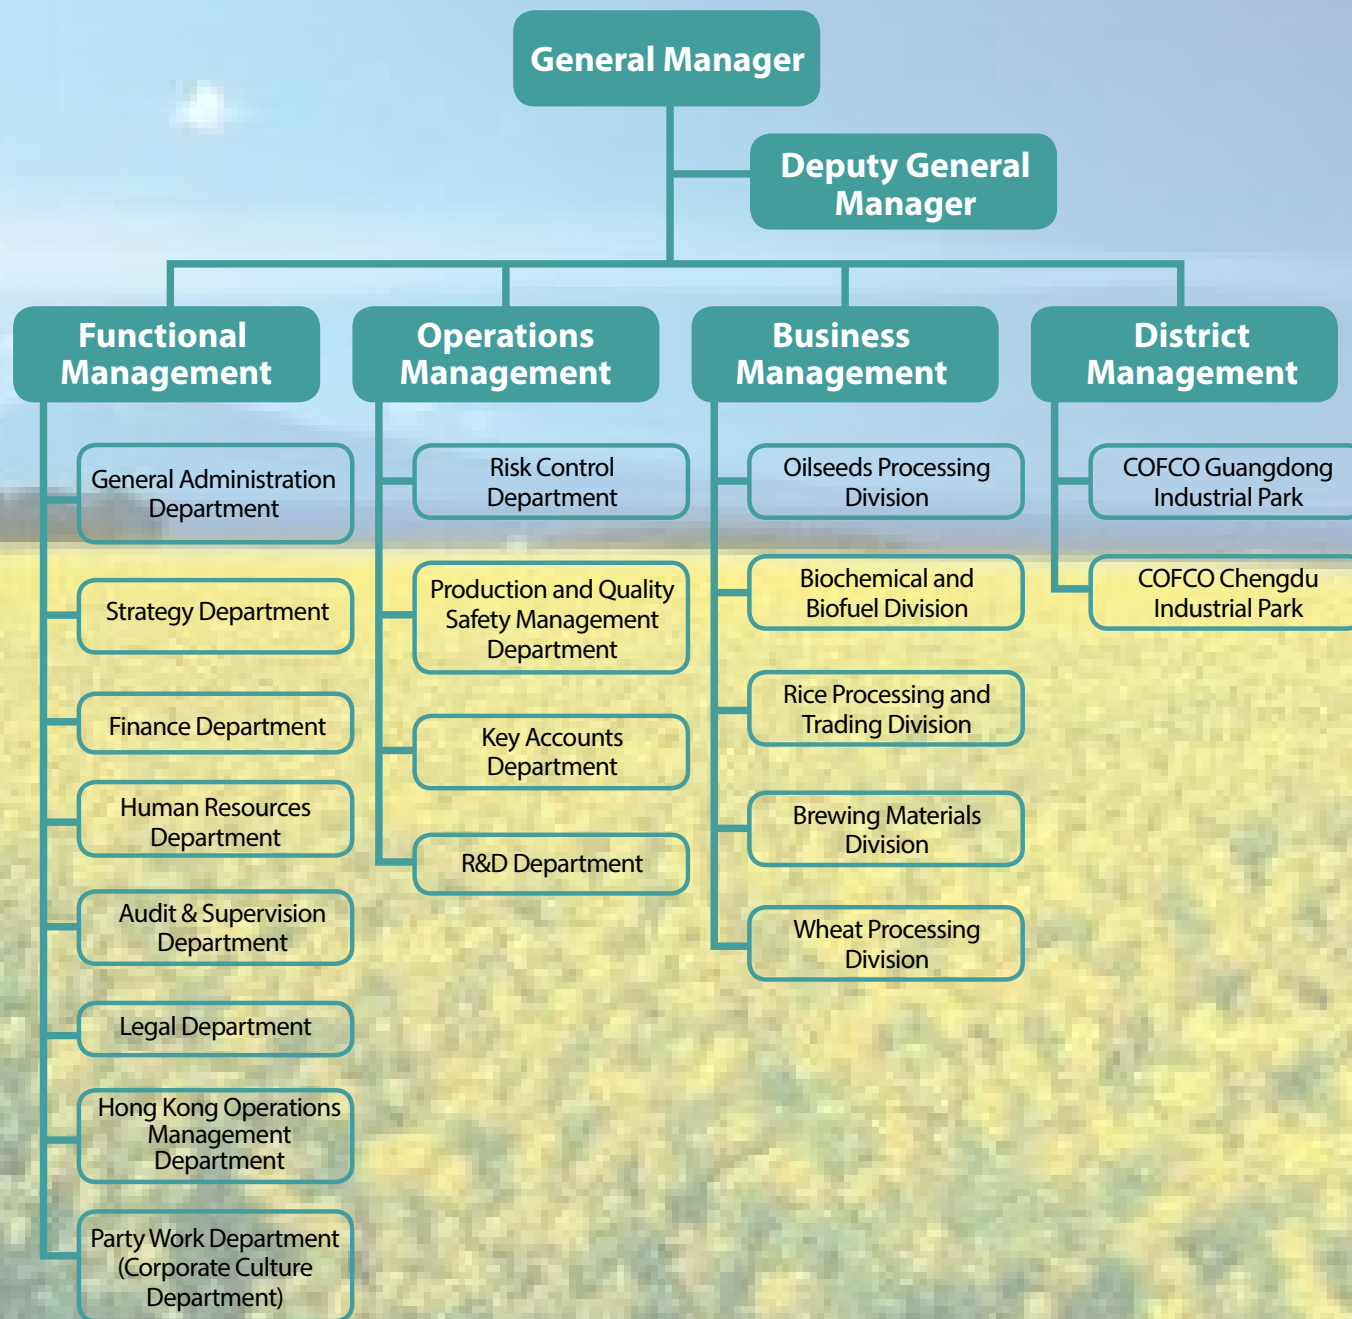 General Manager
Deputy General
Manager
Functional
Management
Operations
Management
Business
Management
District
Management
General Administration
Department
Strategy Department
Finance Department
Human Resources
Department
Audit & Supervision
Department
Legal Department
Hong Kong Operations
Management
Department
Party Work Department
(Corporate Culture
Department)
Risk Control
Department
Production and Quality
Safety Management
Department
Key Accounts
Department
R&D Department
Oilseeds Processing
Division
Biochemical and
Biofuel Division
Rice Processing and
Trading Division
Brewing Materials
Division
Wheat Processing
Division
COFCO Guangdong
Industrial Park
COFCO Chengdu
Industrial Park